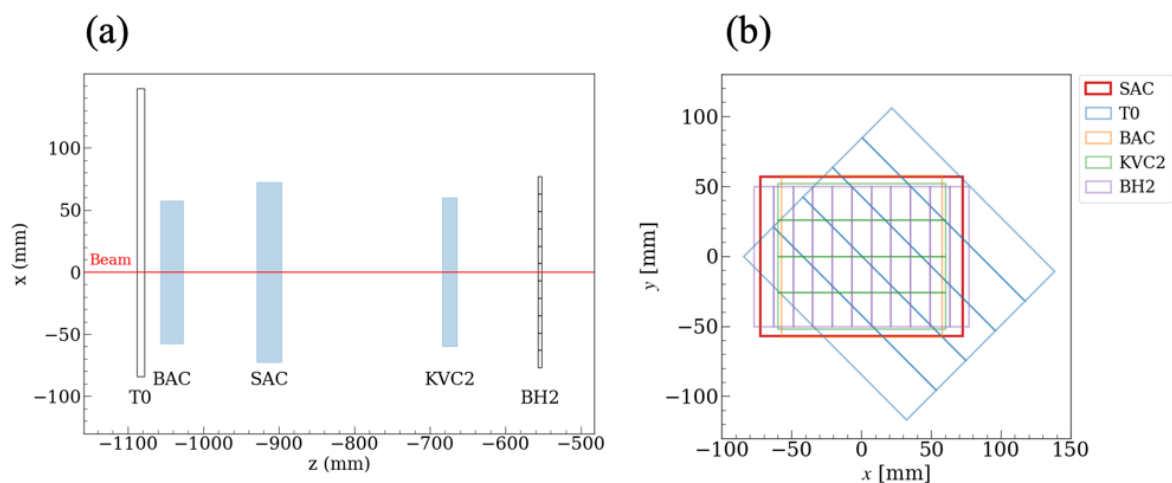 (a)
100
50
0
−50
−100
x (mm)
Beam
T0
BAC
SAC
KVC2
BH2
−1100 −1000 −900 −800 −700 −600 −500
z (mm)
(b)
100
50
0
−50
−100
y [mm]
−100 −50 0 50 100 150
x [mm]
SAC
T0
BAC
KVC2
BH2